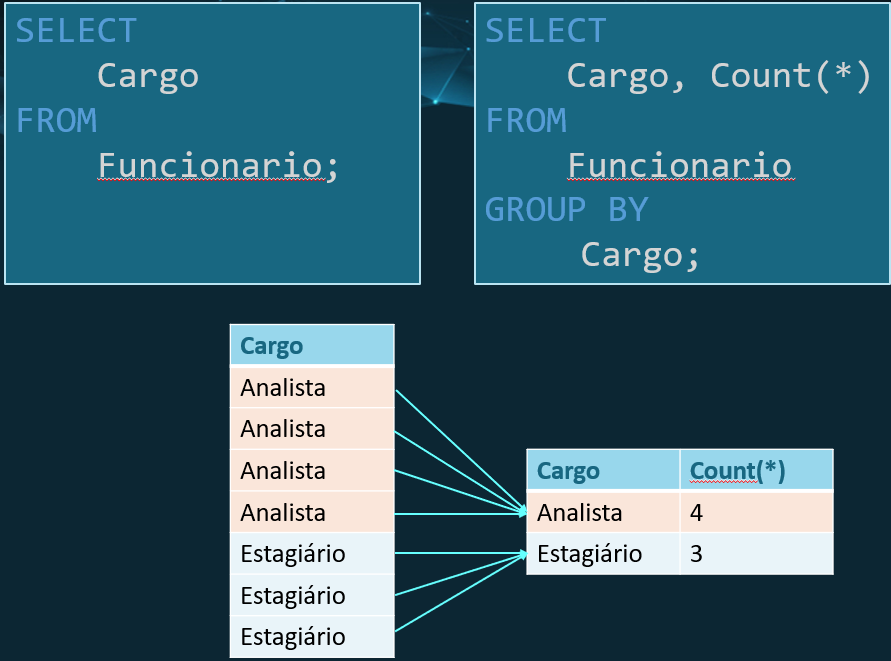 SELECT
Cargo
FROM
Funcionario;
SELECT
Cargo, Count(*)
FROM
Funcionario
GROUP BY
Cargo;
Cargo
Analista
Analista
Analista
Analista
Estagiário
Estagiário
Estagiário
Cargo Count(*)
Analista 4
Estagiário 3